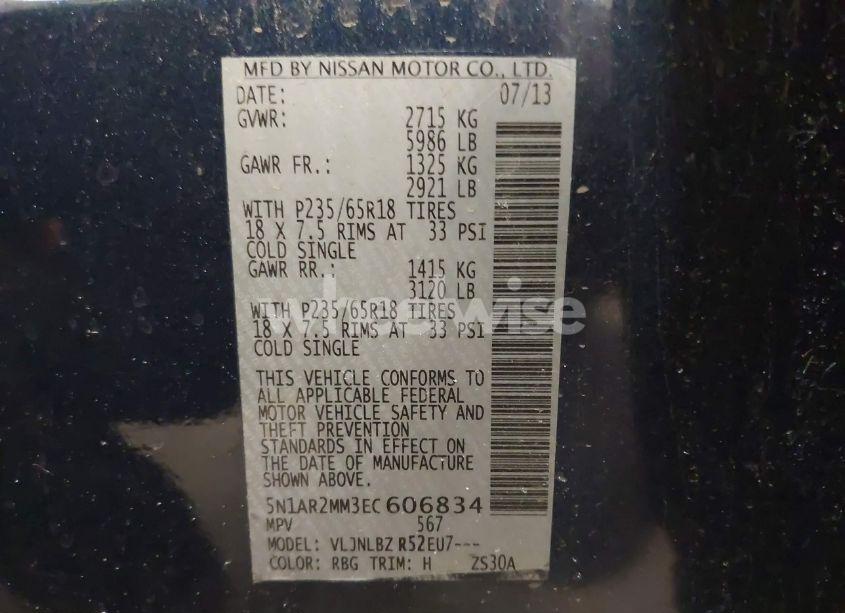 MFD BY NISSAN MOTOR CO., LTD.
DATE: 07/13
GVWR: 2715 KG
5986 LB
GAWR FR.: 1325 KG
2921 LB
WITH P235/65R18 TIRES
18 X 7.5 RIMS AT 33 PSI
COLD SINGLE
GAWR RR.: 1415 KG
3120 LB
WITH P235/65R18 TIRES
18 X 7.5 RIMS AT 33 PSI
COLD SINGLE
THIS VEHICLE CONFORMS TO
ALL APPLICABLE FEDERAL
MOTOR VEHICLE SAFETY AND
THEFT PREVENTION
STANDARDS IN EFFECT ON
THE DATE OF MANUFACTURE
SHOWN ABOVE.
5N1AR2MM3EC606834
MPV 567
MODEL: VLJNLBZ R52EU7---
COLOR: RBG TRIM: H ZS30A